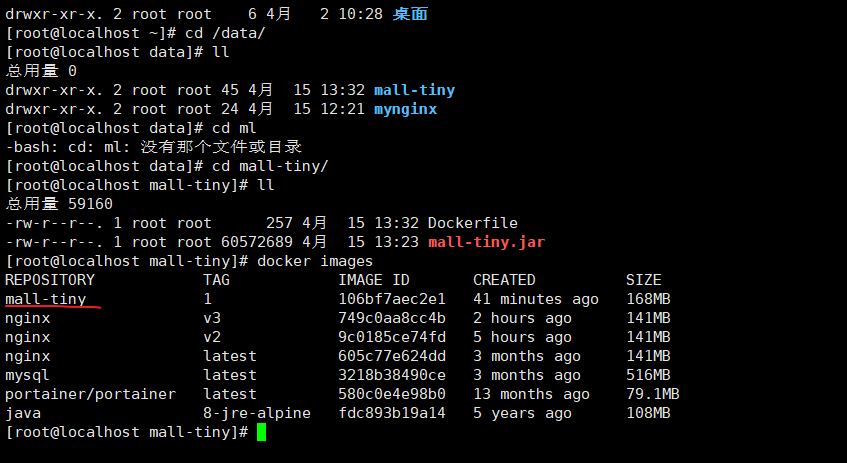 drwxr-xr-x. 2 root root    6 4月   2 10:28 桌面
[root@localhost ~]# cd /data/
[root@localhost data]# ll
总用量 0
drwxr-xr-x. 2 root root 45 4月  15 13:32 mall-tiny
drwxr-xr-x. 2 root root 24 4月  15 12:21 mynginx
[root@localhost data]# cd ml
-bash: cd: ml: 没有那个文件或目录
[root@localhost data]# cd mall-tiny/
[root@localhost mall-tiny]# ll
总用量 59160
-rw-r--r--. 1 root root      257 4月  15 13:32 Dockerfile
-rw-r--r--. 1 root root 60572689 4月  15 13:23 mall-tiny.jar
[root@localhost mall-tiny]# docker images
REPOSITORY            TAG            IMAGE ID       CREATED          SIZE
mall-tiny             1              106bf7aec2e1   41 minutes ago   168MB
nginx                 v3             749c0aa8cc4b   2 hours ago      141MB
nginx                 v2             9c0185ce74fd   5 hours ago      141MB
nginx                 latest         605c77e624dd   3 months ago     141MB
mysql                 latest         3218b38490ce   3 months ago     516MB
portainer/portainer   latest         580c0e4e98b0   13 months ago    79.1MB
java                  8-jre-alpine   fdc893b19a14   5 years ago      108MB
[root@localhost mall-tiny]#